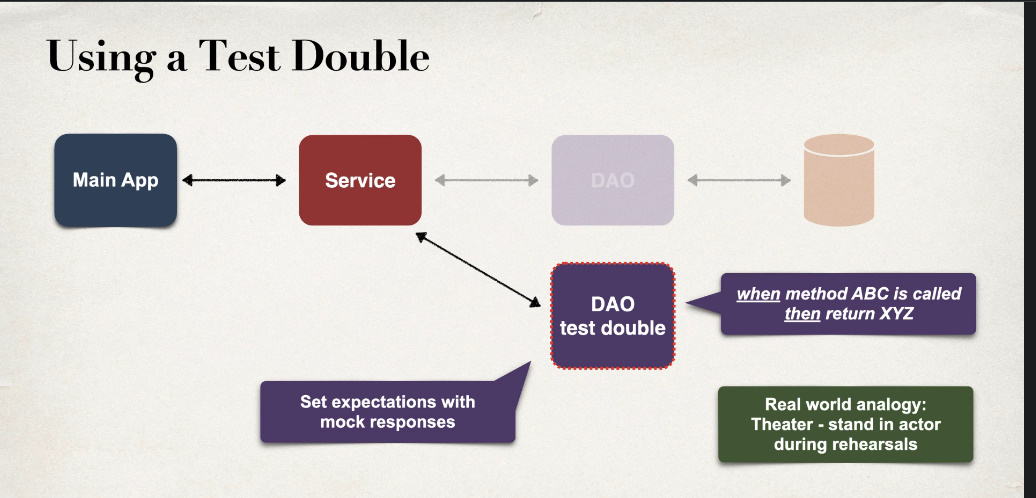 Using a Test Double
Main App
Service
DAO
DAO
test double
when method ABC is called
then return XYZ
Set expectations with
mock responses
Real world analogy:
Theater - stand in actor
during rehearsals